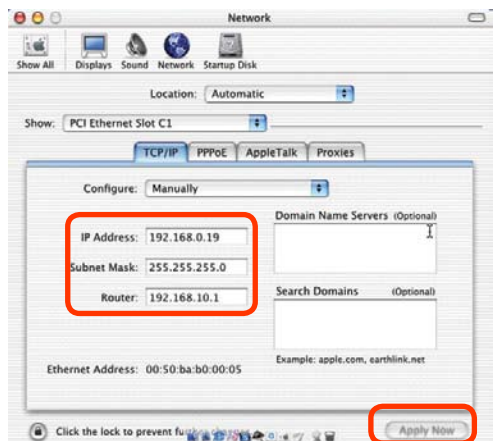 Network
Show All Displays Sound Network Startup Disk
Location: Automatic
Show: PCI Ethernet Slot C1
TCP/IP PPPoE AppleTalk Proxies
Configure: Manually
Domain Name Servers (Optional)
IP Address: 192.168.0.19
Subnet Mask: 255.255.255.0
Search Domains (Optional)
Router: 192.168.10.1
Example: apple.com, earthlink.net
Ethernet Address: 00:50:ba:b0:00:05
Click the lock to prevent
Apply Now